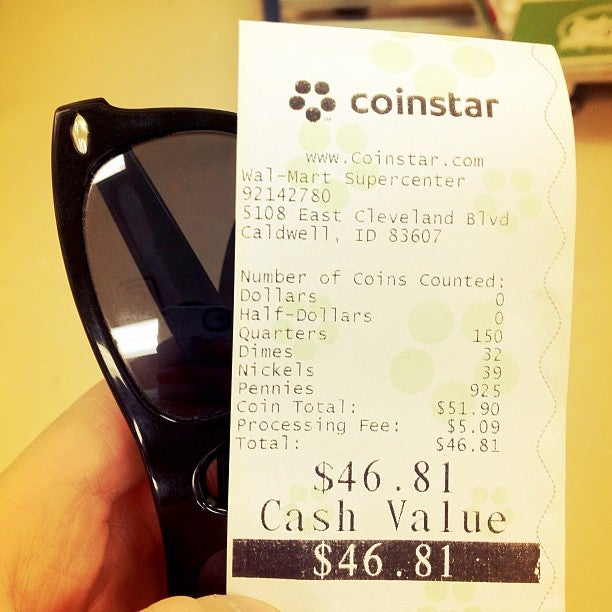 coinstar
www.Coinstar.com
Wal-Mart Supercenter
92142780
5108 East Cleveland Blvd
Caldwell, ID 83607
Number of Coins Counted:
Dollars 0
Half-Dollars 0
Quarters 150
Dimes 32
Nickels 39
Pennies 925
Coin Total: $51.90
Processing Fee: $5.09
Total: $46.81
$46.81
Cash Value
$46.81